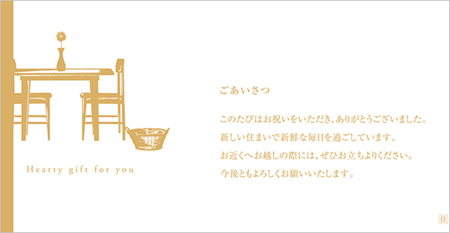 ごあいさつ
このたびはお祝いをいただき、ありがとうございました。
新しい住まいで新鮮な毎日を過ごしています。
お近くへお越しの際には、ぜひお立ちよりください。
今後ともよろしくお願いいたします。
Hearty gift for you
住